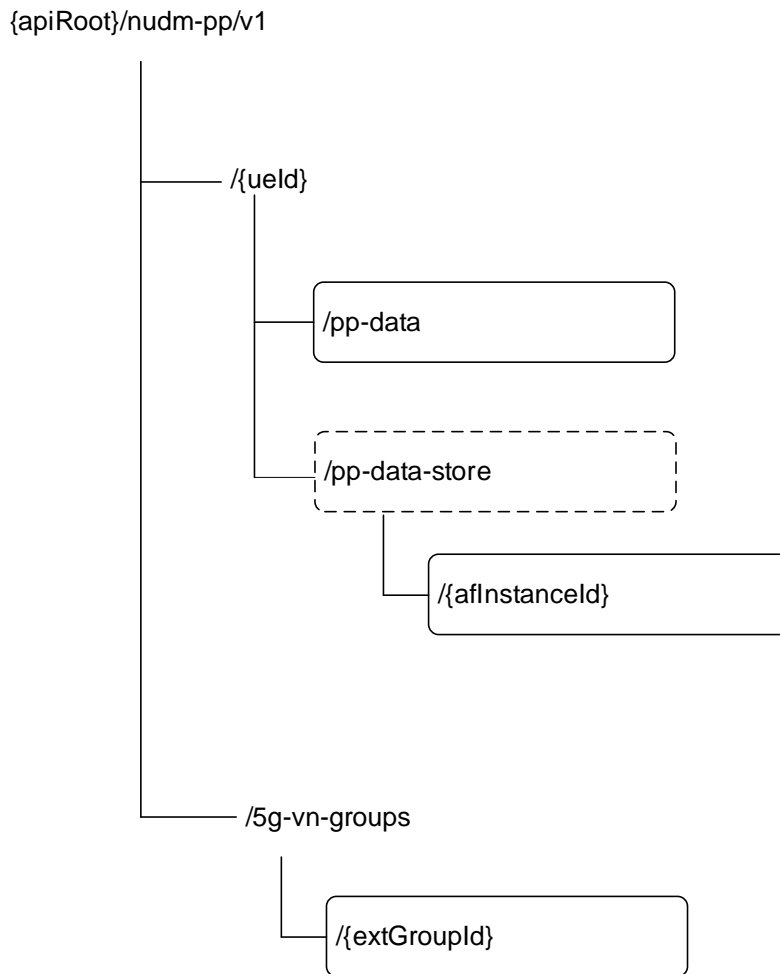 {apiRoot}/nudm-pp/v1
/{ueId}
/pp-data
/pp-data-store
/{afInstanceId}
/5g-vn-groups
/{extGroupId}